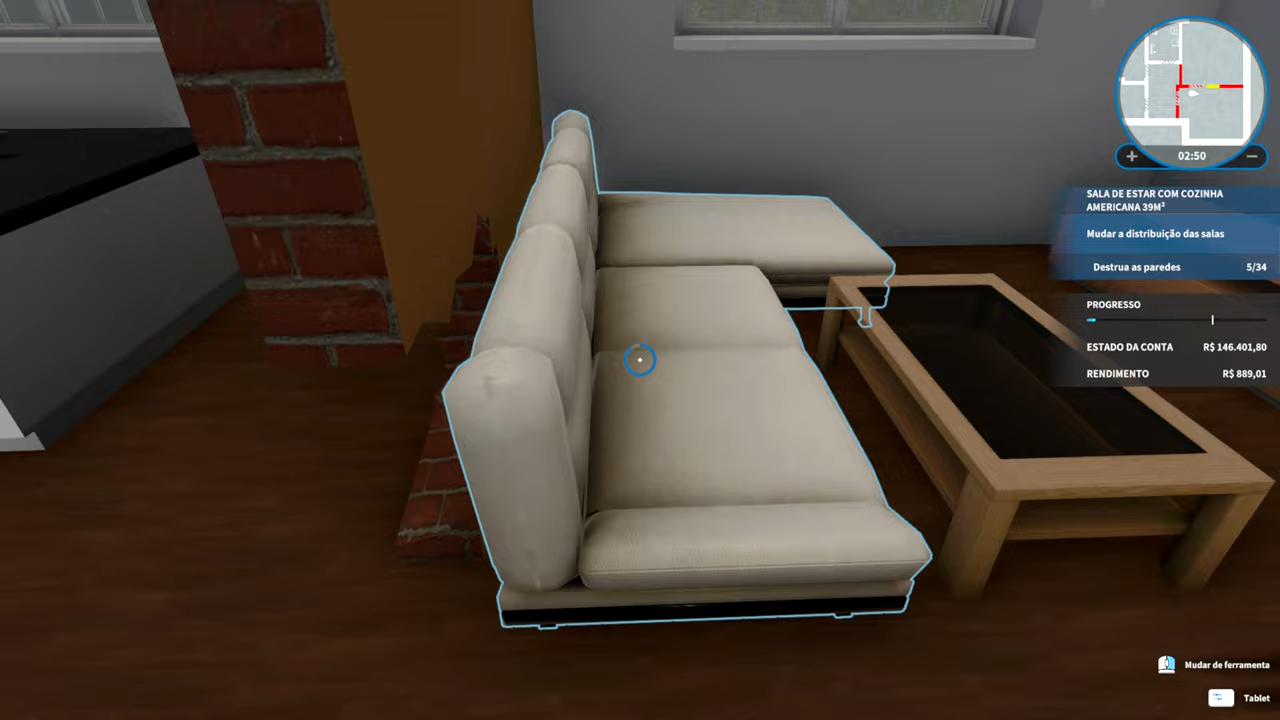 02:50
SALA DE ESTAR COM COZINHA
AMERICANA 39M²
Mudar a distribuição das salas
Destrua as paredes 5/34
PROGRESSO
ESTADO DA CONTA R$ 146.401,80
RENDIMENTO R$ 889,01
Mudar de ferramenta
Tablet